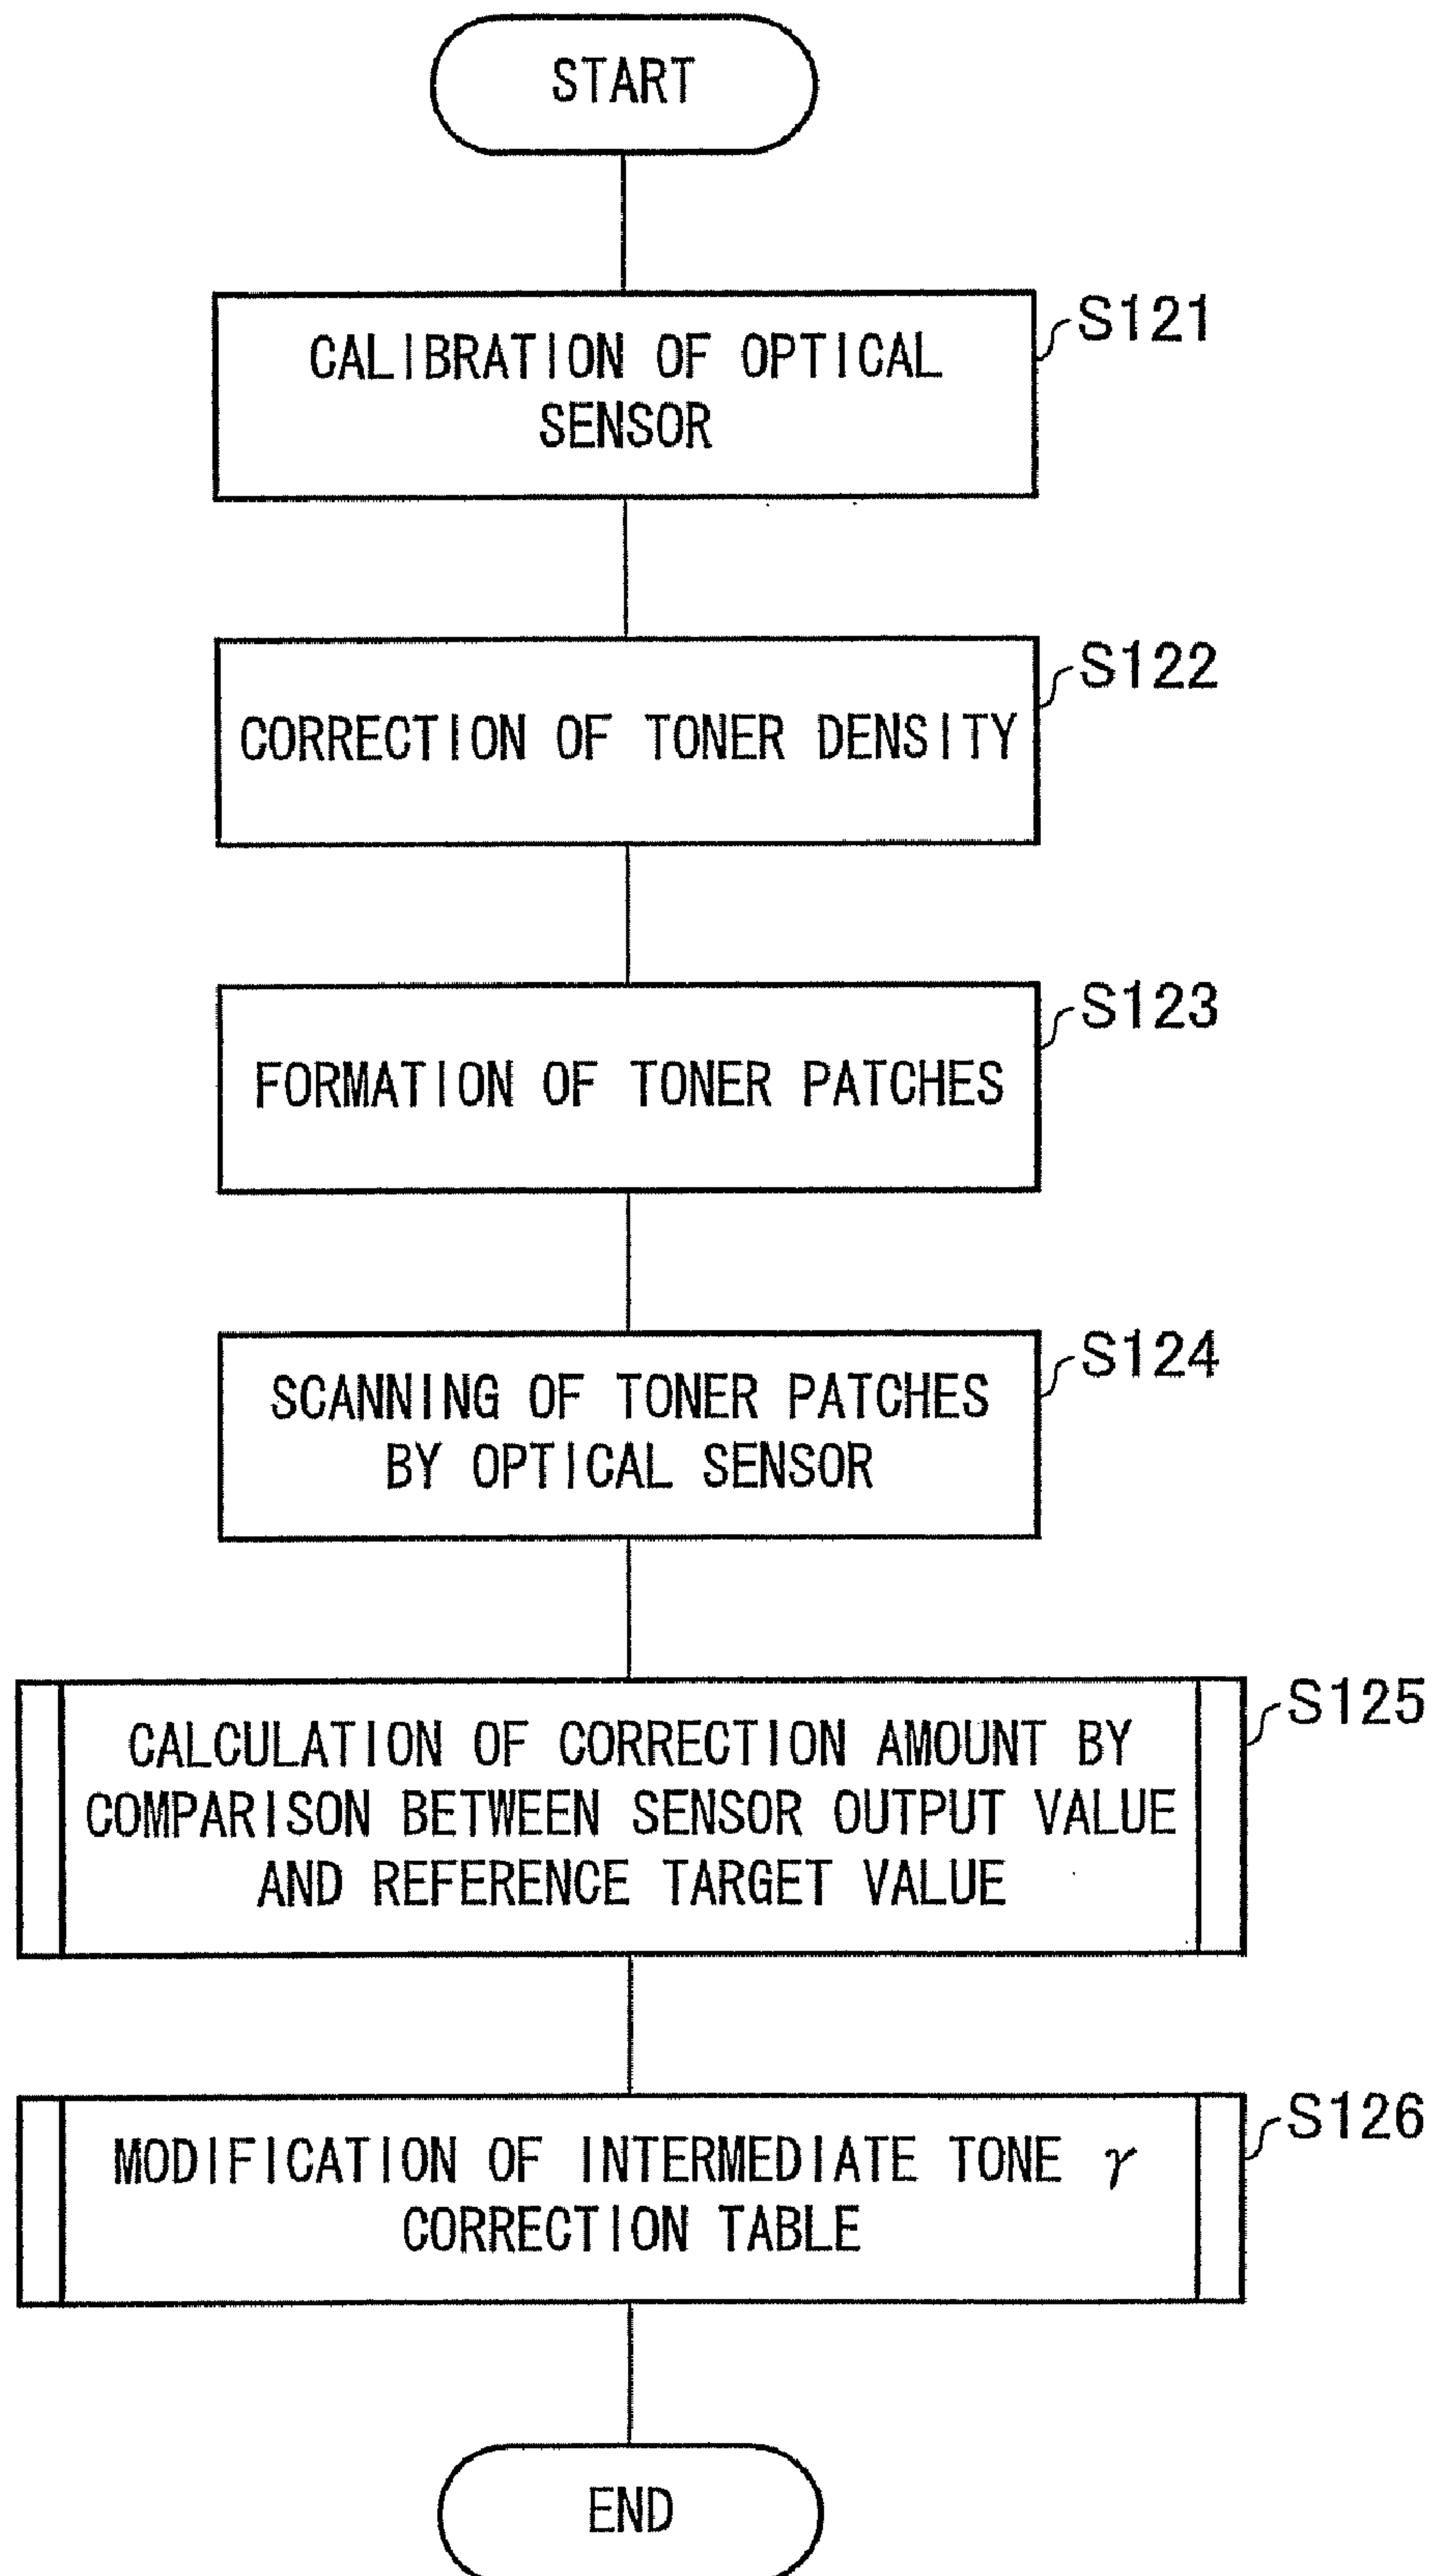 START
CALIBRATION OF OPTICAL
SENSOR
S121
CORRECTION OF TONER DENSITY
S122
FORMATION OF TONER PATCHES
S123
SCANNING OF TONER PATCHES
BY OPTICAL SENSOR
S124
CALCULATION OF CORRECTION AMOUNT BY
COMPARISON BETWEEN SENSOR OUTPUT VALUE
AND REFERENCE TARGET VALUE
S125
MODIFICATION OF INTERMEDIATE TONE γ
CORRECTION TABLE
S126
END